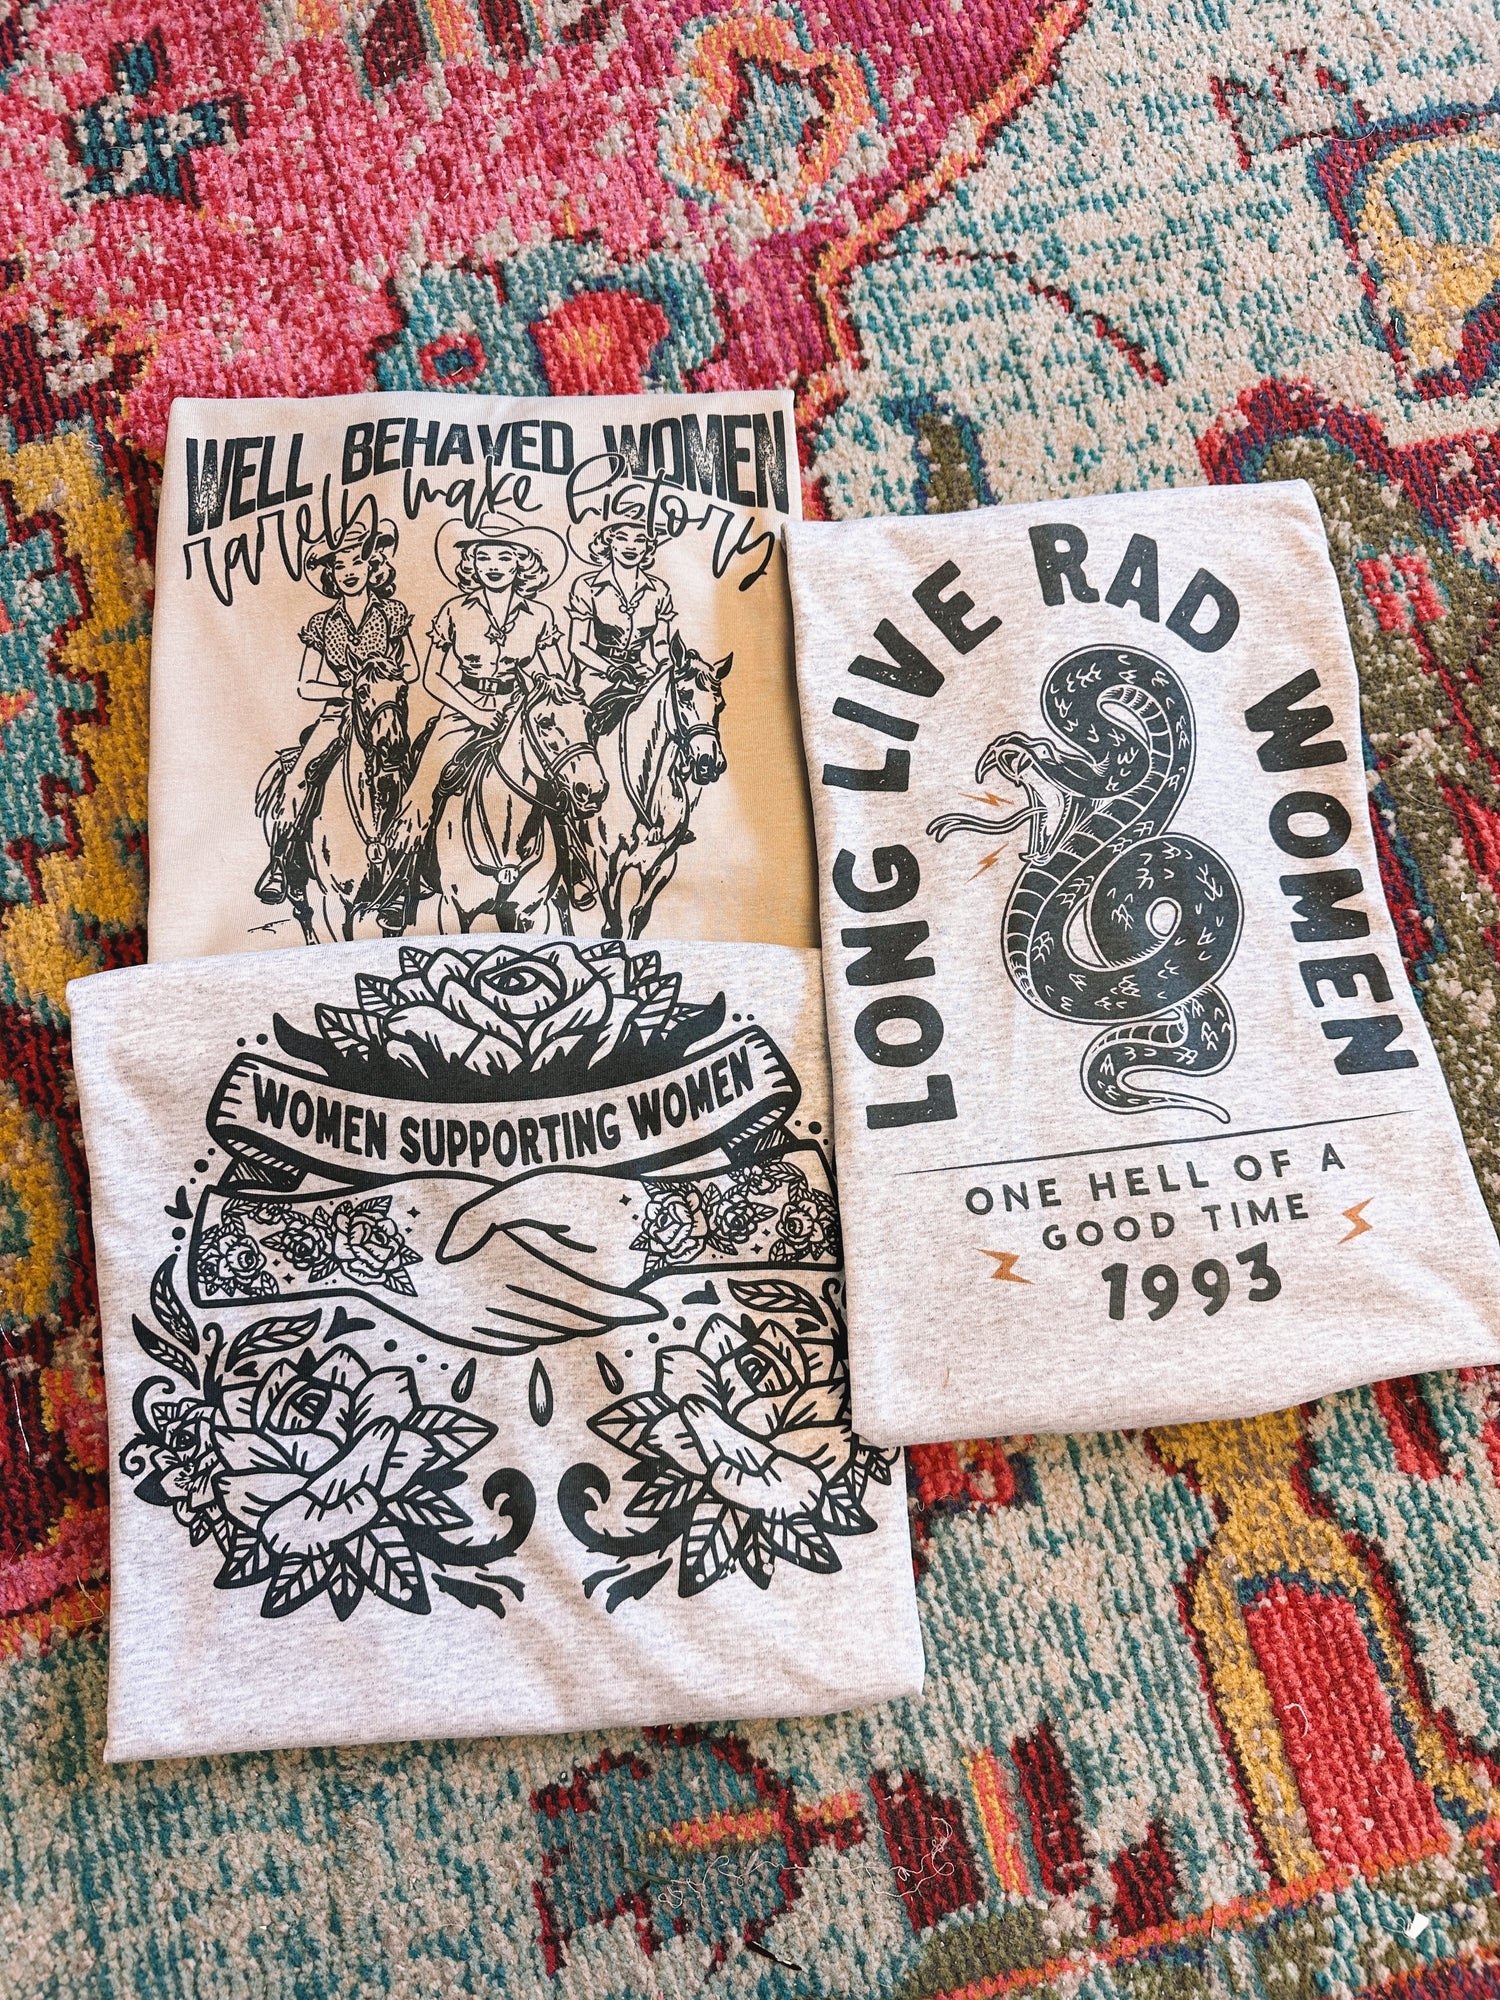 WELL BEHAVED WOMEN
rarely make history
LONG LIVE RAD WOMEN
ONE HELL OF A
GOOD TIME
1993
WOMEN SUPPORTING WOMEN